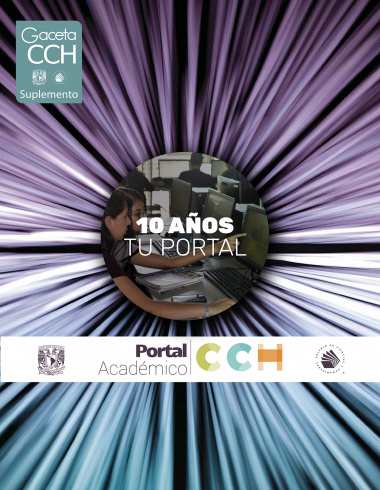 Gaceta
CCH
Suplemento
10 AÑOS
TU PORTAL
Portal
Académico
CCH